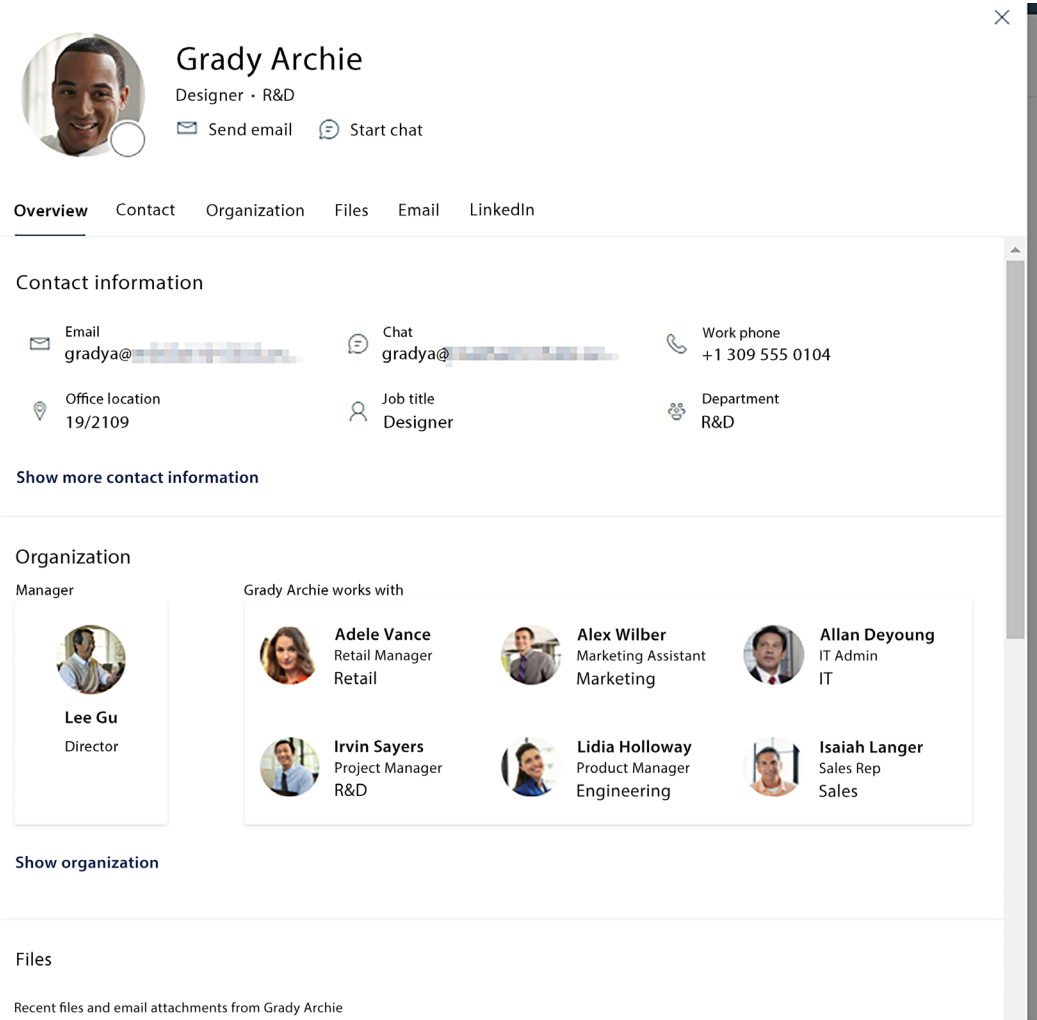 Grady Archie
Designer • R&D
Send email Start chat
Overview Contact Organization Files Email LinkedIn
Contact information
Email
gradya@
Chat
gradya@
Work phone
+1 309 555 0104
Office location
19/2109
Job title
Designer
Department
R&D
Show more contact information
Organization
Manager
Lee Gu
Director
Grady Archie works with
Adele Vance
Retail Manager
Retail
Alex Wilber
Marketing Assistant
Marketing
Allan Deyoung
IT Admin
IT
Irvin Sayers
Project Manager
R&D
Lidia Holloway
Product Manager
Engineering
Isaiah Langer
Sales Rep
Sales
Show organization
Files
Recent files and email attachments from Grady Archie